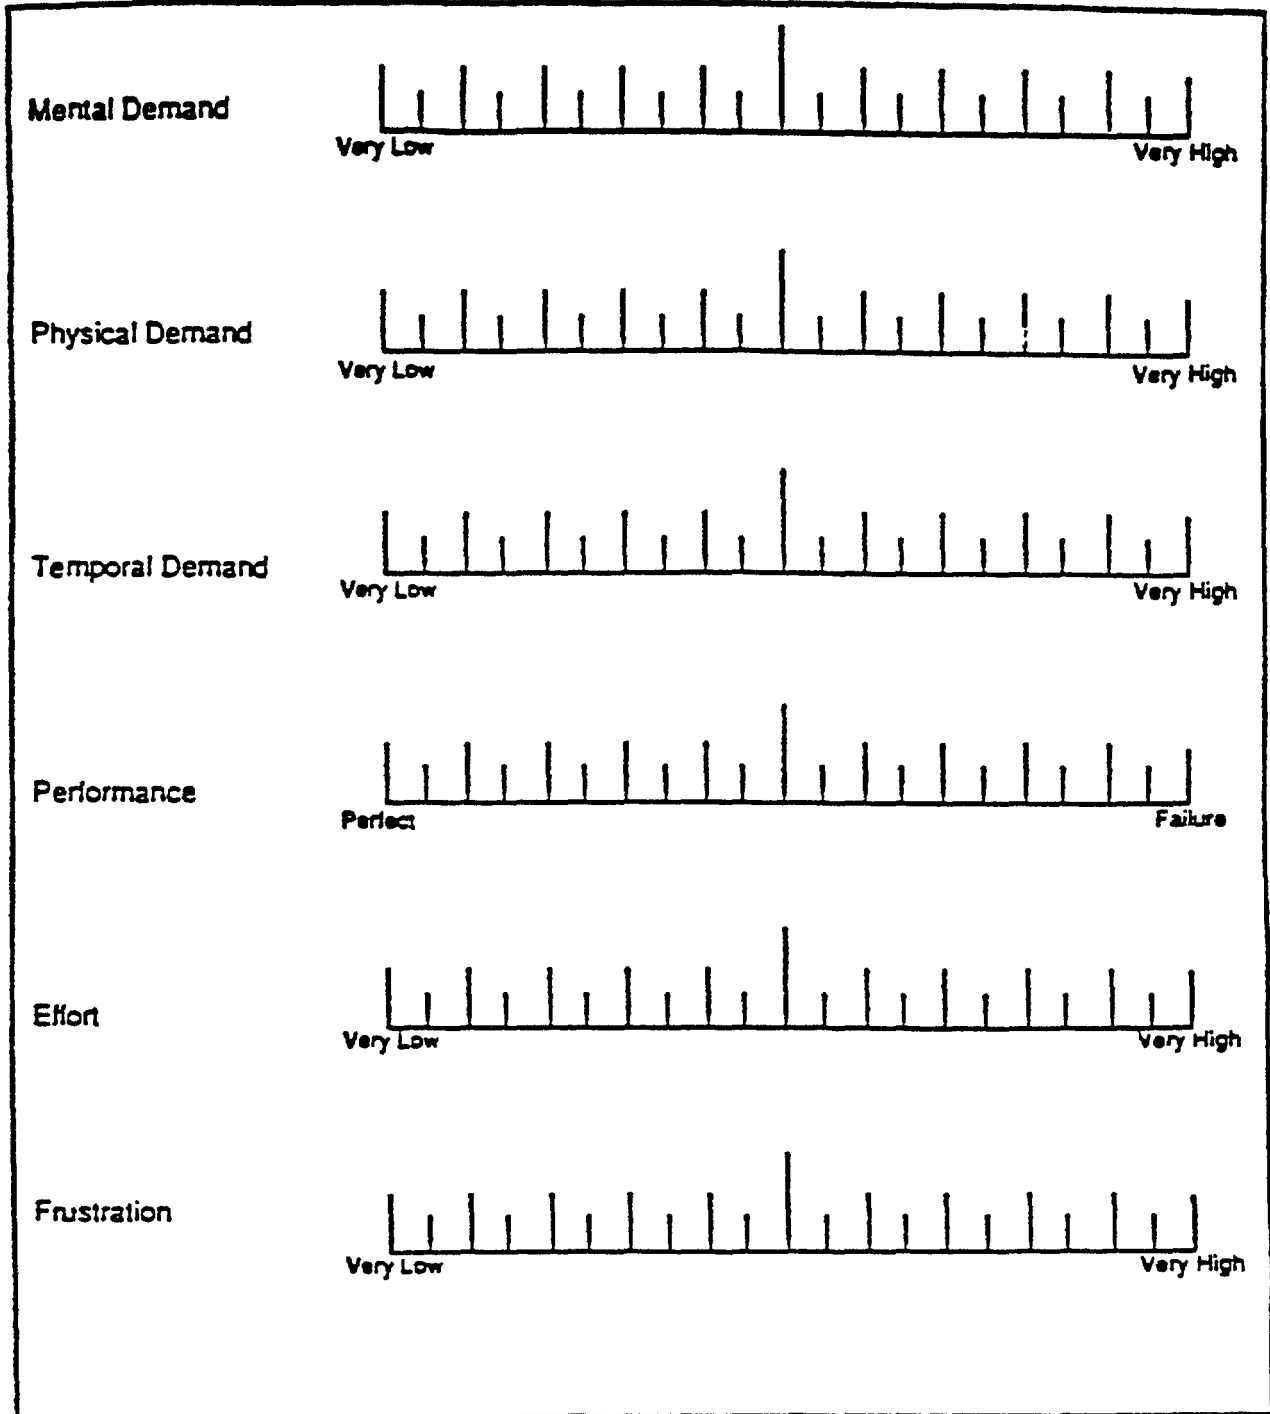 Mental Demand
Very Low Very High
Physical Demand
Very Low Very High
Temporal Demand
Very Low Very High
Performance
Perfect Failure
Effort
Very Low Very High
Frustration
Very Low Very High